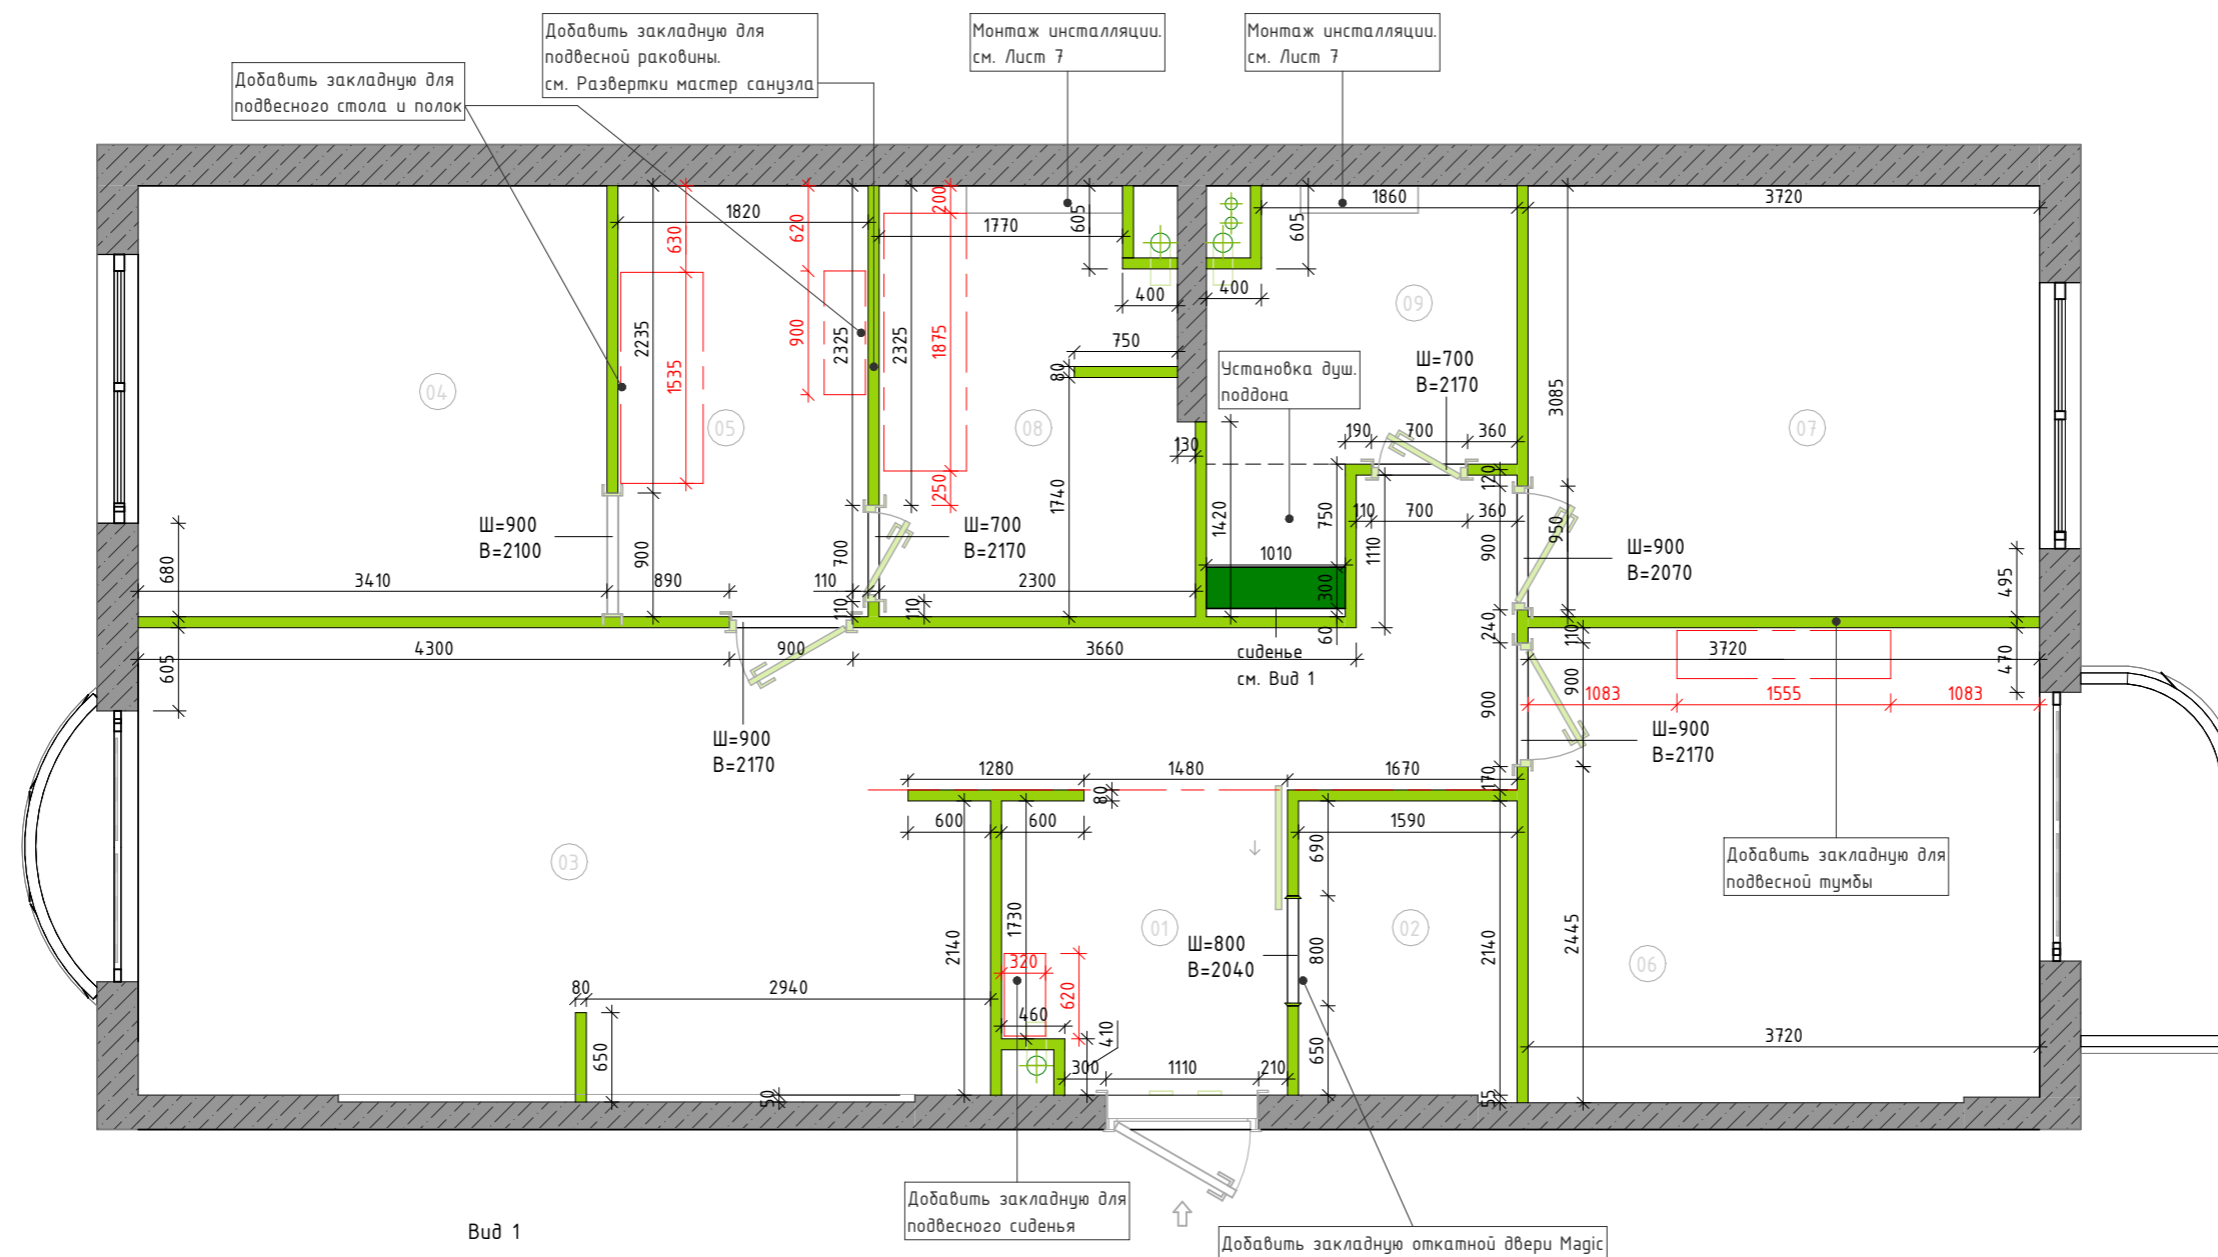 Добавить закладную для
подвесной раковины.
см. Развертки мастер санузла
Монтаж инсталляции.
см. Лист 7
Монтаж инсталляции.
см. Лист 7
Добавить закладную для
подвесного стола и полок
1820
630
620
200
1770
605
605
1860
3720
400
400
2235
1535
900
2325
2325
1875
750
80
09
Установка душ.
поддона
Ш=700
В=2170
3085
04
05
08
07
130
190
700
360
120
250
1740
1420
750
110
700
360
1110
900
950
Ш=900
В=2100
900
700
Ш=700
В=2170
1010
300
Ш=900
В=2070
495
680
3410
890
110
110
110
2300
60
240
110
605
4300
900
3660
сиденье
см. Вид 1
3720
470
900
900
1083
1555
1083
Ш=900
В=2170
Ш=900
В=2170
1280
1480
1670
170
80
600
600
1590
690
03
Добавить закладную для
подвесной тумбы
2140
1730
01
Ш=800
В=2040
800
02
2140
2445
06
320
620
80
2940
460
410
650
300
1110
210
650
3720
50
55
Добавить закладную для
подвесного сиденья
Вид 1
Добавить закладную откатной двери Magic